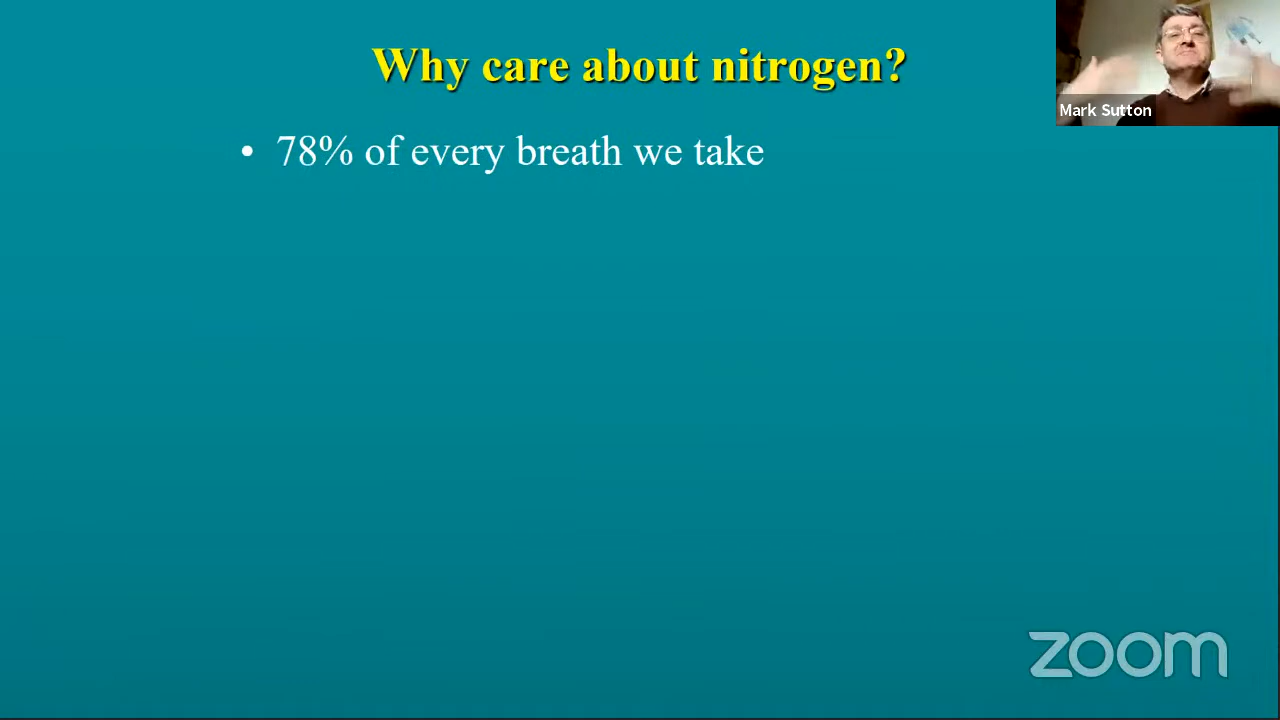 Why care about nitrogen?
Mark Sutton
• 78% of every breath we take
zoom